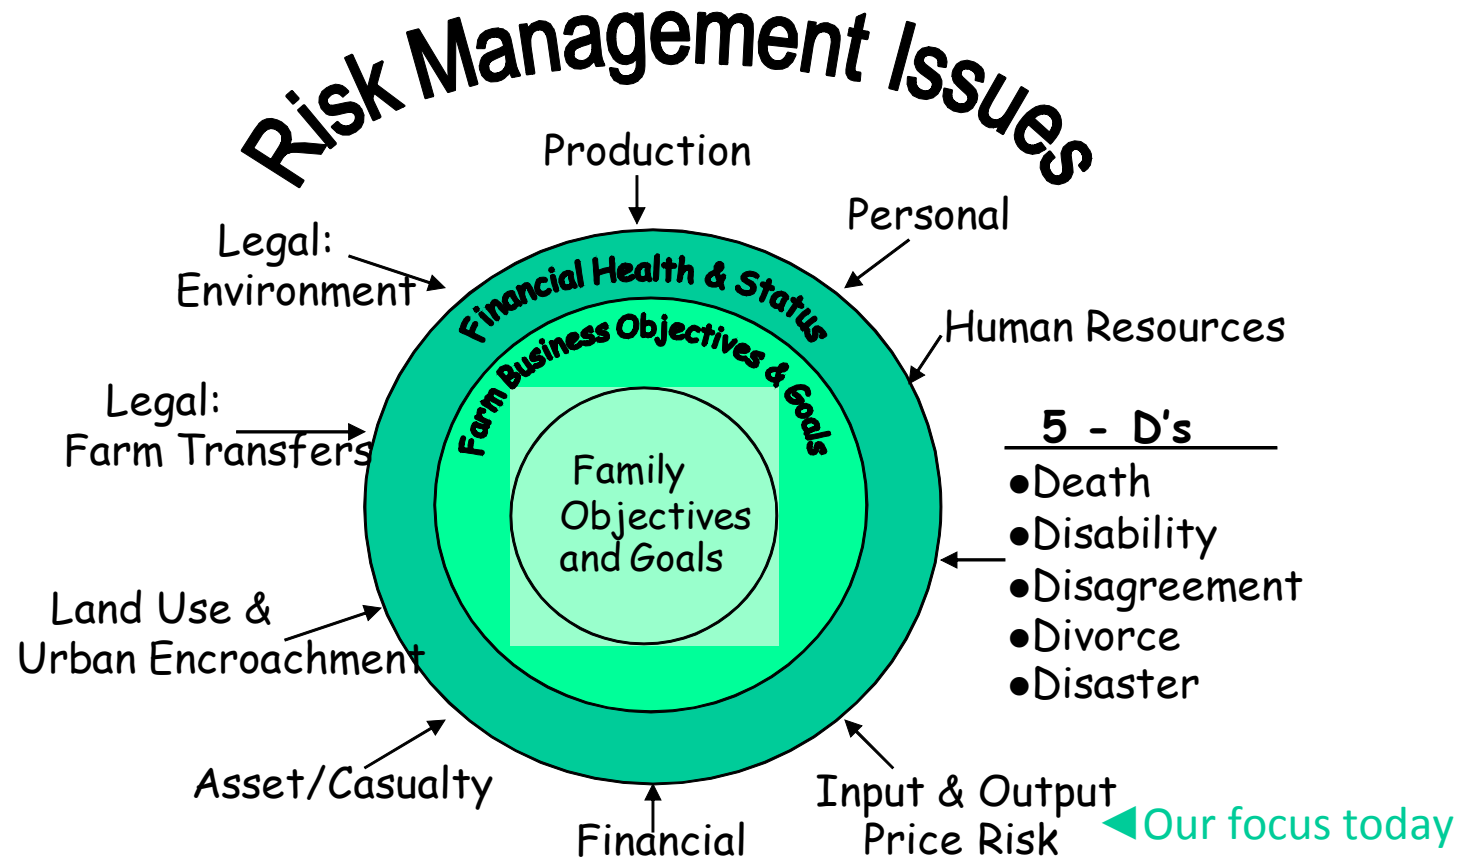 Risk Management Issues
Production
Personal
Legal:
Environment
Human Resources
Financial Health & Status
Farm Business Objectives & Goals
Legal:
Farm Transfers
5 - D's
●Death
●Disability
●Disagreement
●Divorce
●Disaster
Family
Objectives
and Goals
Land Use &
Urban Encroachment
Asset/Casualty
Financial
Input & Output
Price Risk
Our focus today